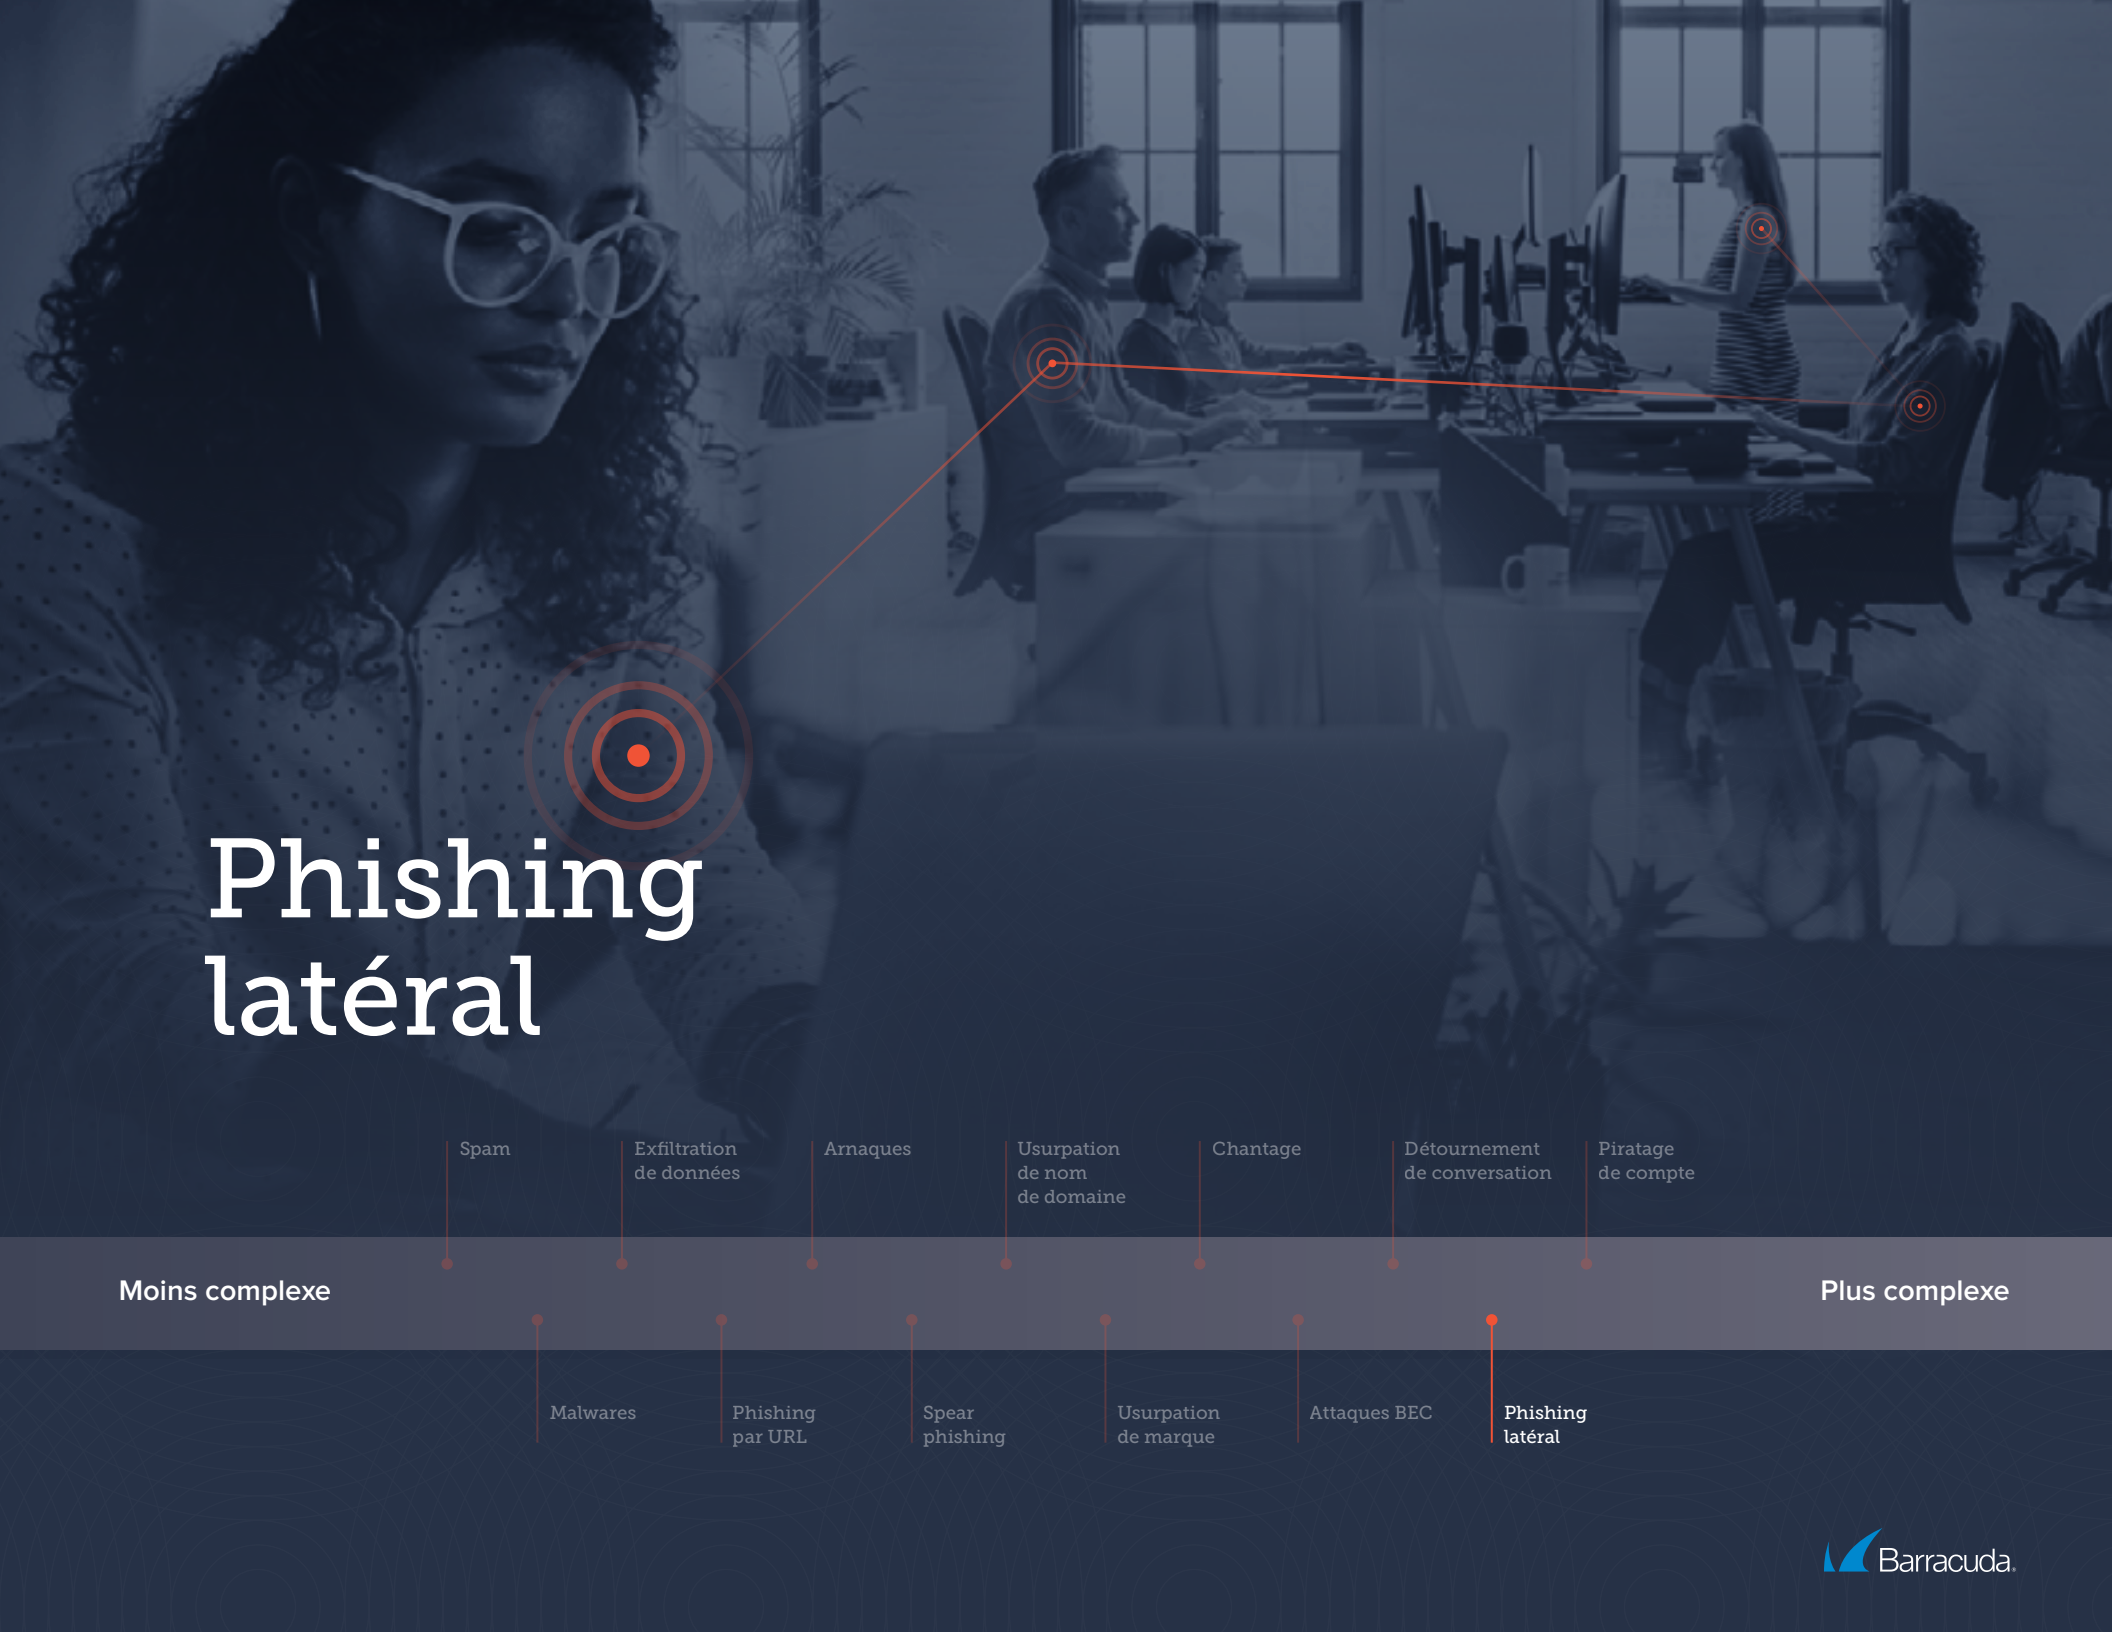 Phishing
latéral
Spam
Exfiltration
de données
Arnaques
Usurpation
de nom
de domaine
Chantage
Détournement
de conversation
Piratage
de compte
Moins complexe
Plus complexe
Malwares
Phishing
par URL
Spear
phishing
Usurpation
de marque
Attaques BEC
Phishing
latéral
Barracuda